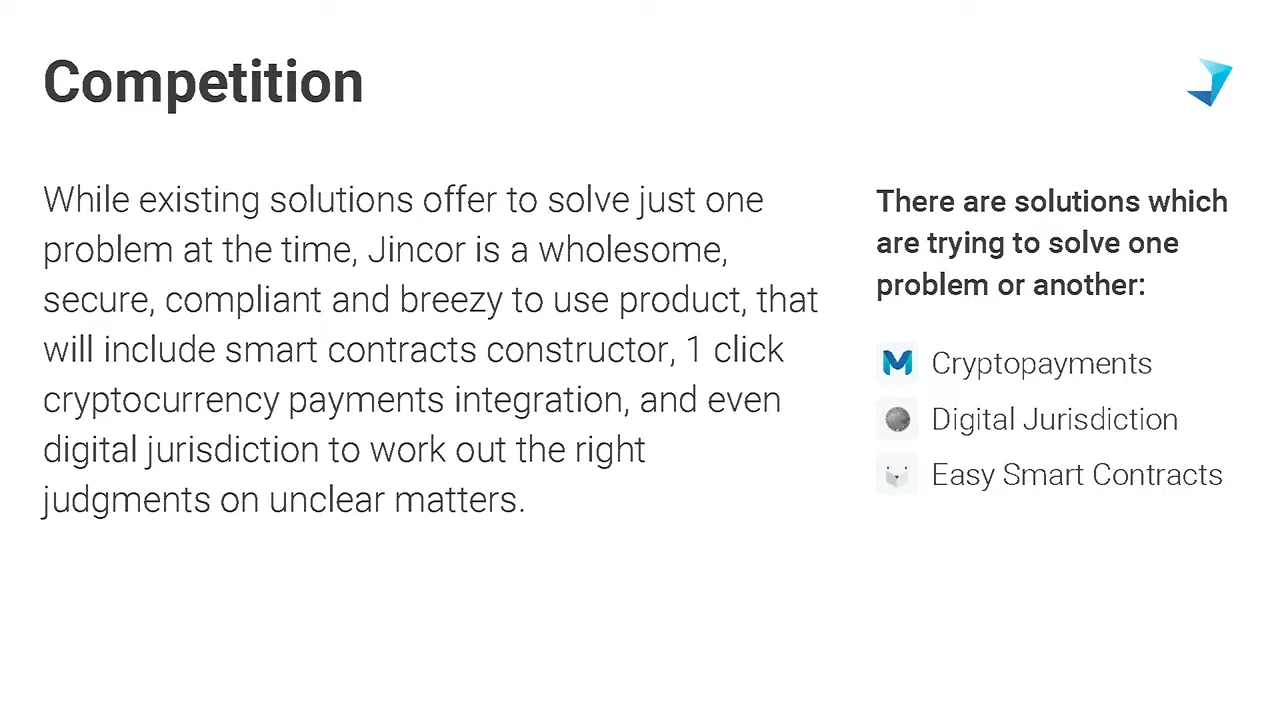 Competition
While existing solutions offer to solve just one
problem at the time, Jincor is a wholesome,
secure, compliant and breezy to use product, that
will include smart contracts constructor, 1 click
cryptocurrency payments integration, and even
digital jurisdiction to work out the right
judgments on unclear matters.
There are solutions which
are trying to solve one
problem or another:
Cryptopayments
Digital Jurisdiction
Easy Smart Contracts